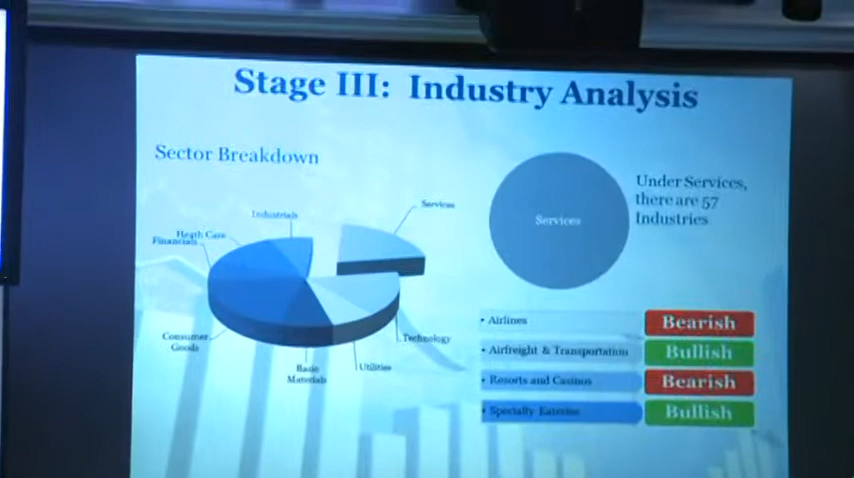 Stage III: Industry Analysis
Sector Breakdown
Industrials
Services
Heath Care
Financials
Consumer
Goods
Basic
Materials
Utilities
Technology
Services
Under Services,
there are 57
Industries
• Airlines
Bearish
• Airfreight & Transportation
Bullish
• Resorts and Casinos
Bearish
• Specialty Eateries
Bullish